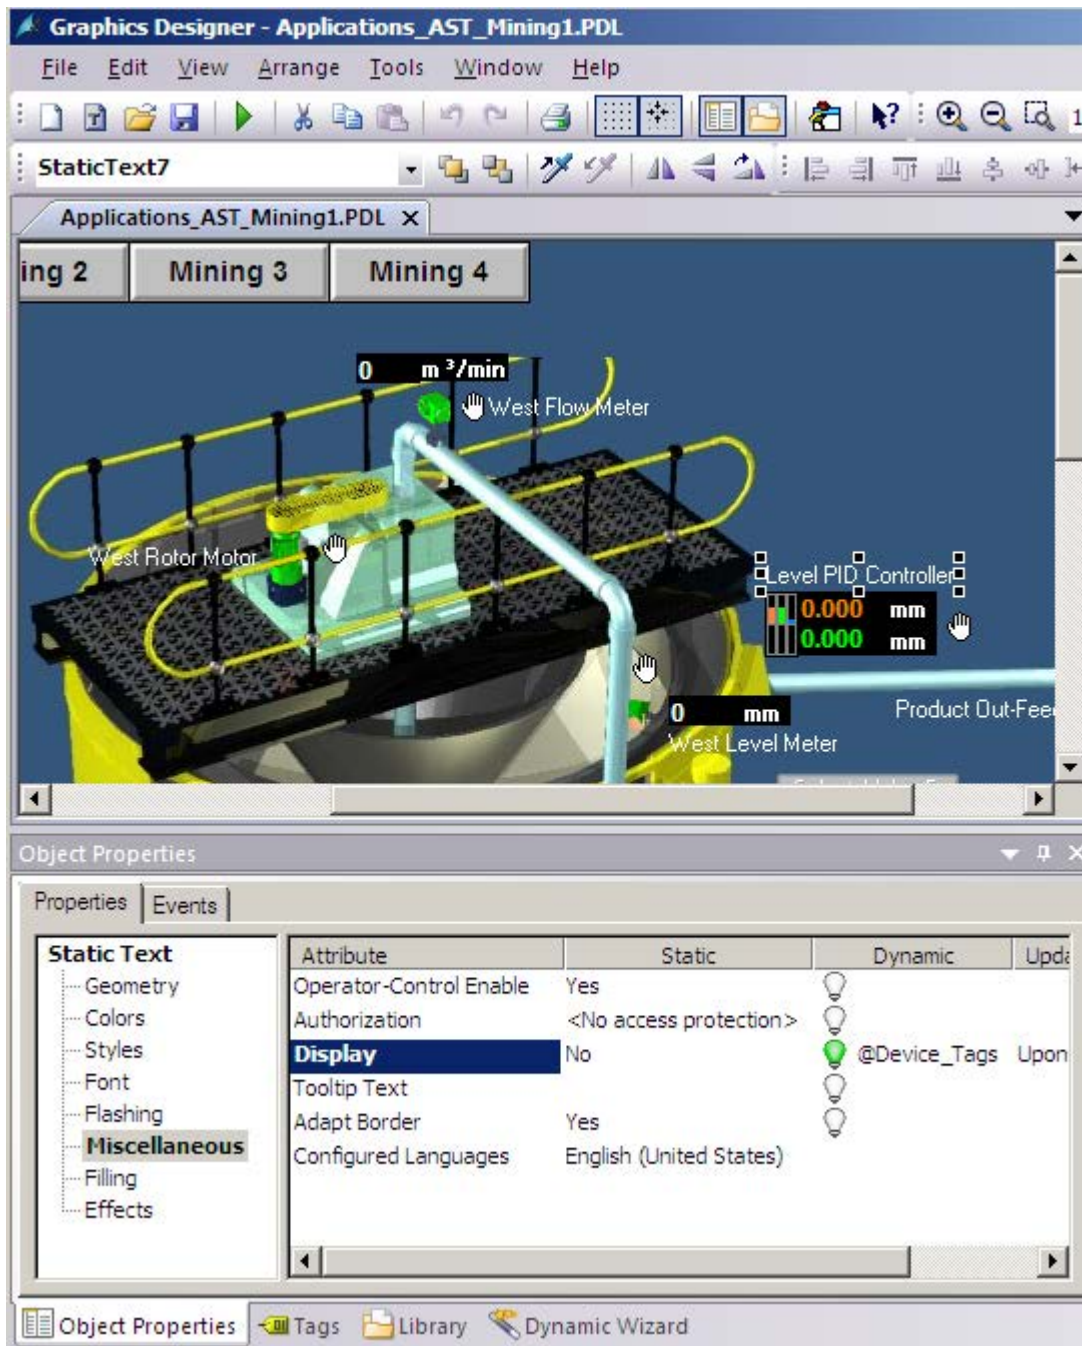 Graphics Designer - Applications_AST_Mining1.PDL
File Edit View Arrange Tools Window Help
1
StaticText7
Applications_AST_Mining1.PDL
ing 2 Mining 3 Mining 4
0 m³/min
West Flow Meter
West Rotor Motor
Level PID Controller
0.000 mm
0.000 mm
0 mm
Product Out-Fee
West Level Meter
Object Properties
Properties Events
Static Text
Geometry
Colors
Styles
Font
Flashing
Miscellaneous
Filling
Effects
Attribute Static Dynamic Upda
Operator-Control Enable Yes
Authorization <No access protection>
Display No @Device_Tags Upon
Tooltip Text
Adapt Border Yes
Configured Languages English (United States)
Object Properties Tags Library Dynamic Wizard